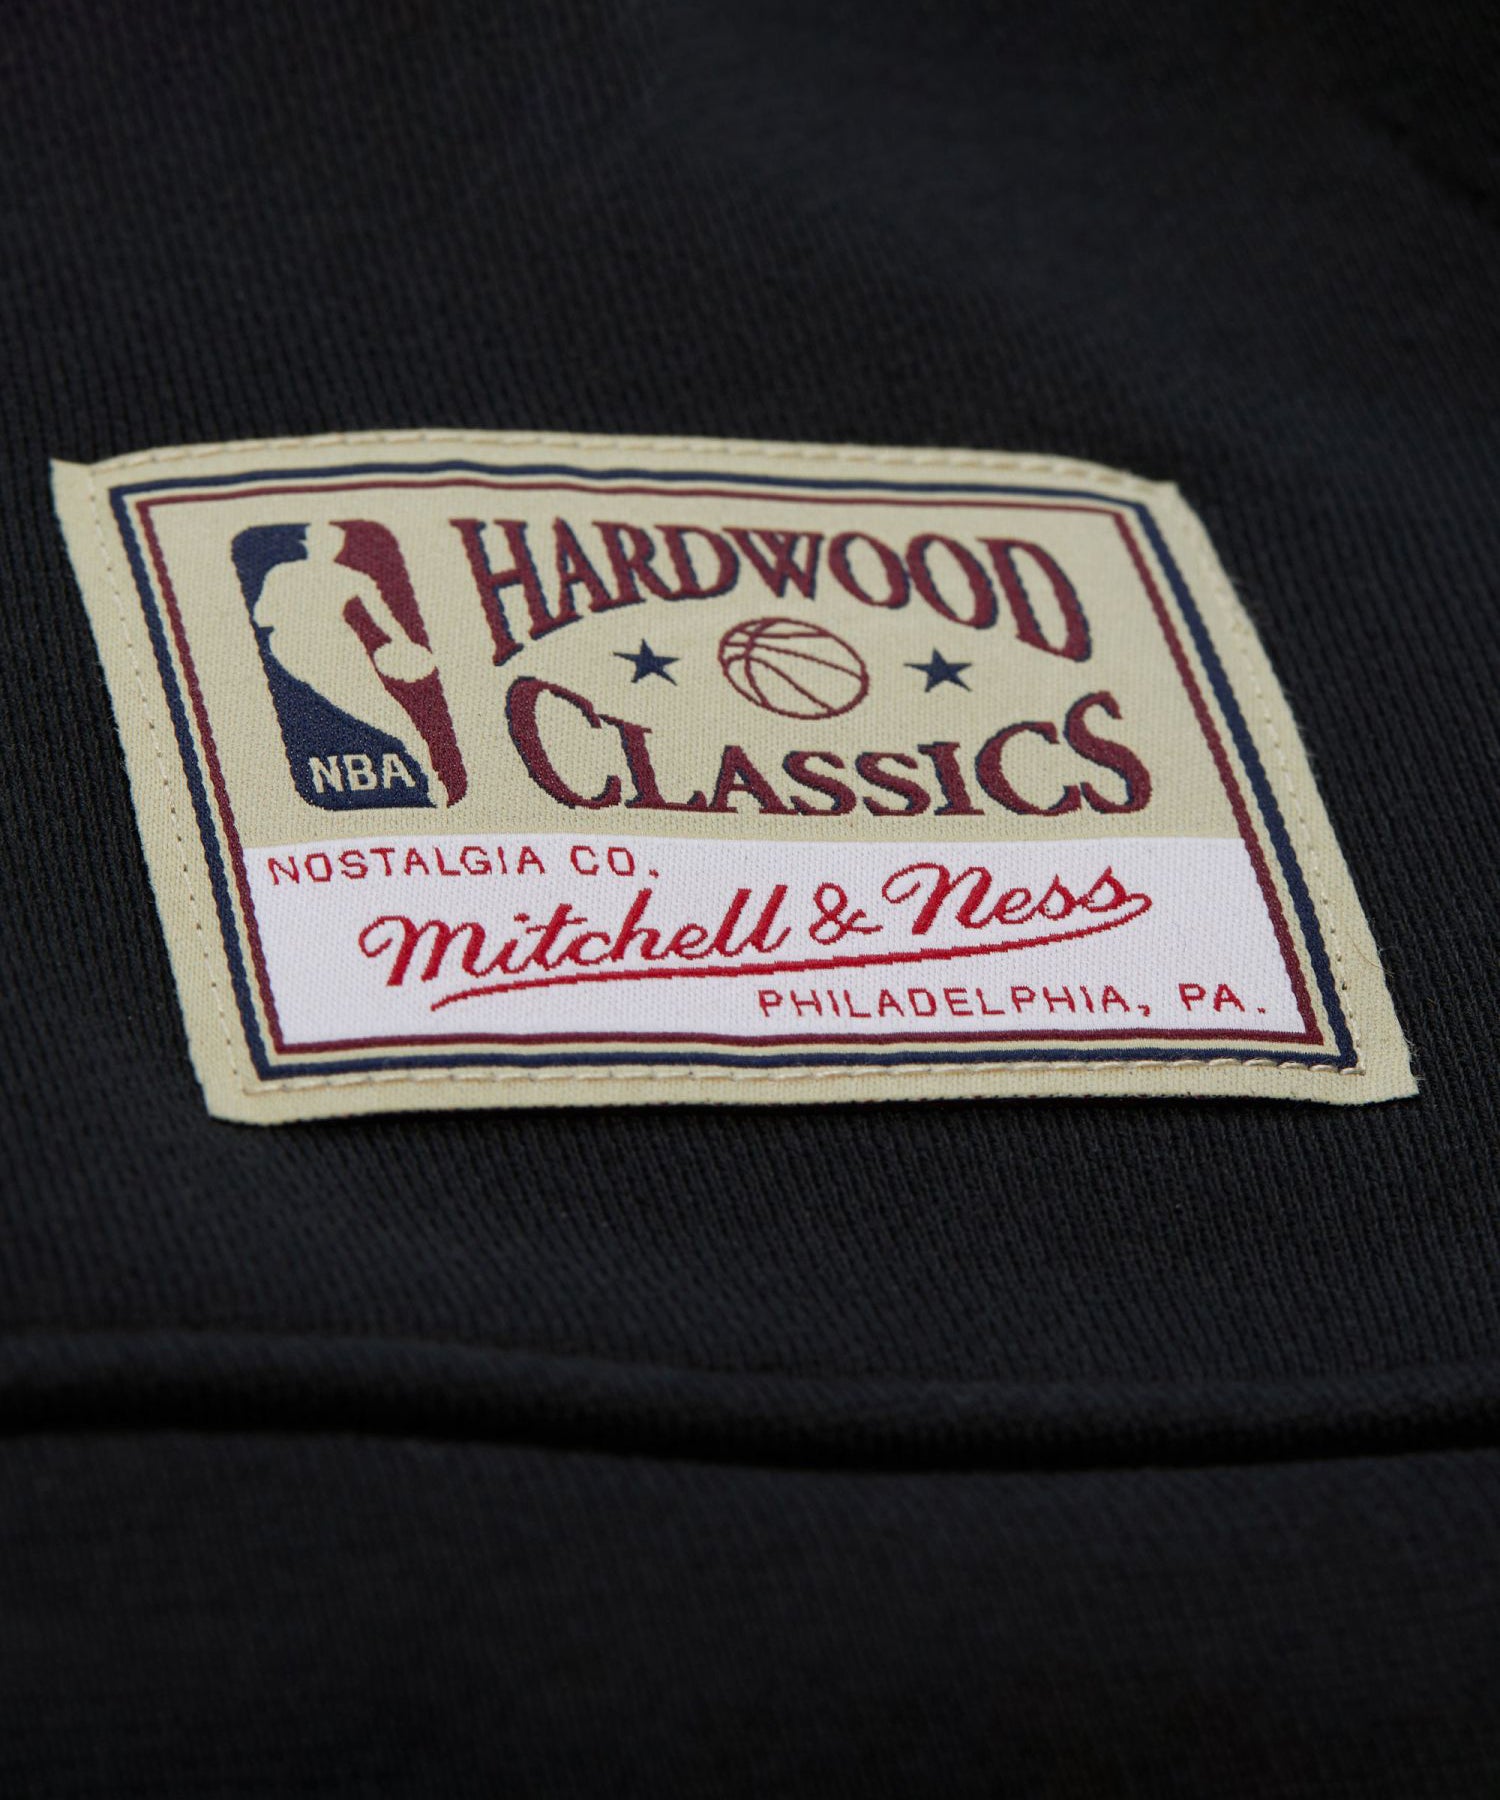 HARDWOOD
CLASSICS
NBA
NOSTALGIA CO.
Mitchell & Ness
PHILADELPHIA, PA.